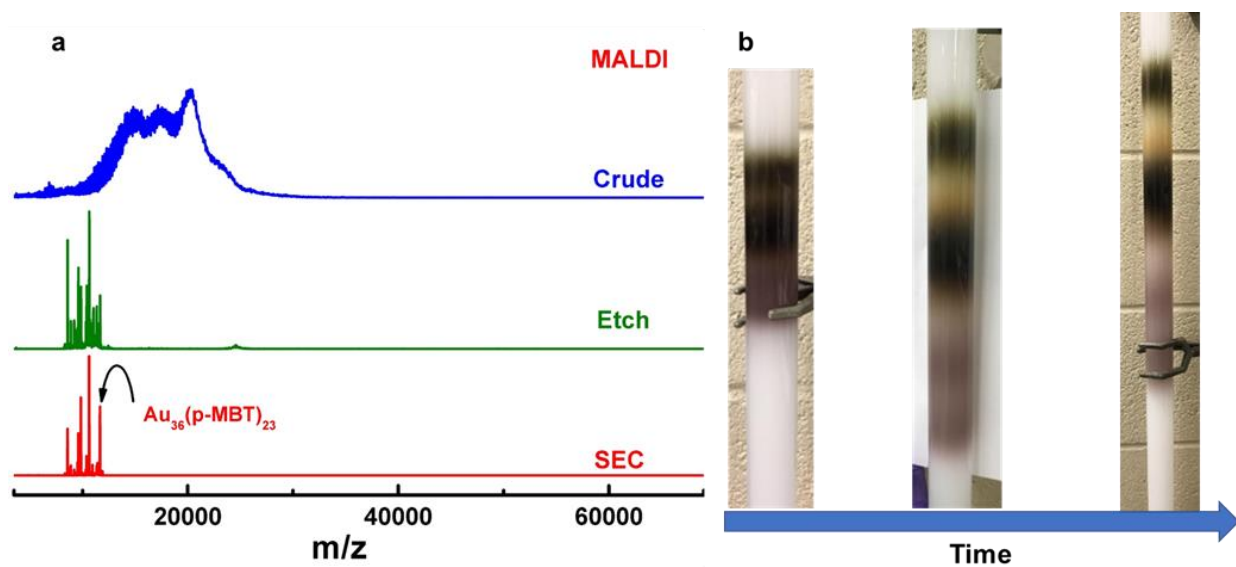 a
MALDI
Crude
Etch
Au36(p-MBT)23
SEC
20000 40000 60000
m/z
b
Time